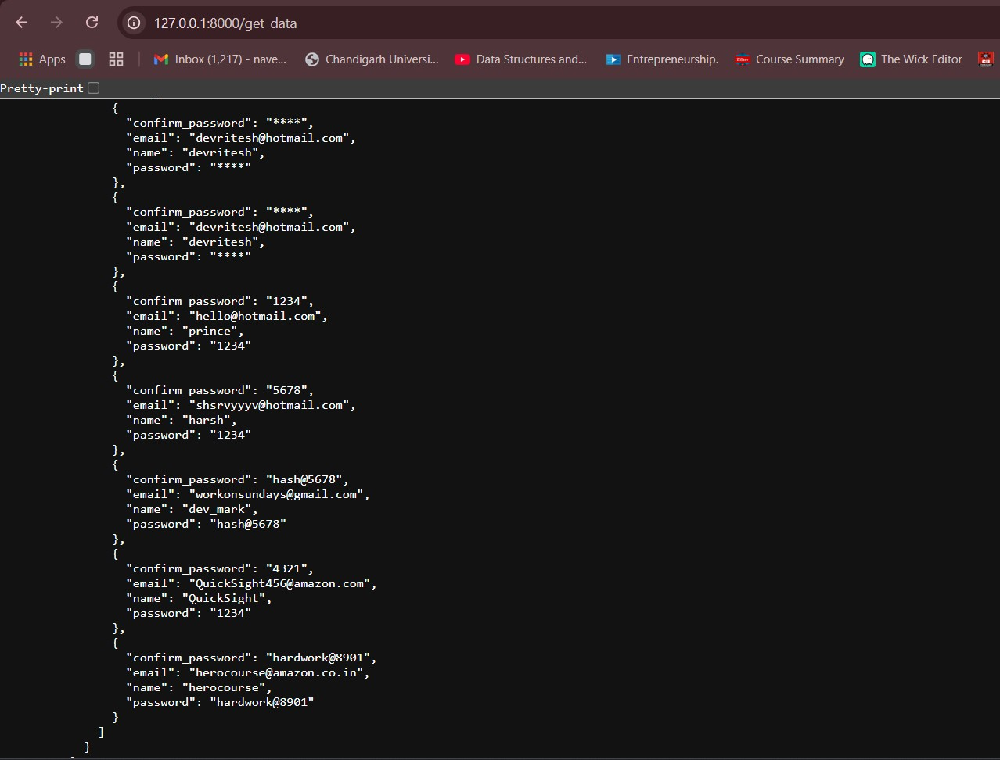 127.0.0.1:8000/get_data
Apps
Inbox (1,217) - nave...
Chandigarh Universi...
Data Structures and...
Entrepreneurship.
Course Summary
The Wick Editor
Pretty-print
{
"confirm_password": "****",
"email": "devritesh@hotmail.com",
"name": "devritesh",
"password": "****"
},
{
"confirm_password": "****",
"email": "devritesh@hotmail.com",
"name": "devritesh",
"password": "****"
},
{
"confirm_password": "1234",
"email": "hello@hotmail.com",
"name": "prince",
"password": "1234"
},
{
"confirm_password": "5678",
"email": "shsrvyyyv@hotmail.com",
"name": "harsh",
"password": "1234"
},
{
"confirm_password": "hash@5678",
"email": "workonsundays@gmail.com",
"name": "dev_mark",
"password": "hash@5678"
},
{
"confirm_password": "4321",
"email": "QuickSight456@amazon.com",
"name": "QuickSight",
"password": "1234"
},
{
"confirm_password": "hardwork@8901",
"email": "herocourse@amazon.co.in",
"name": "herocourse",
"password": "hardwork@8901"
}
]
}